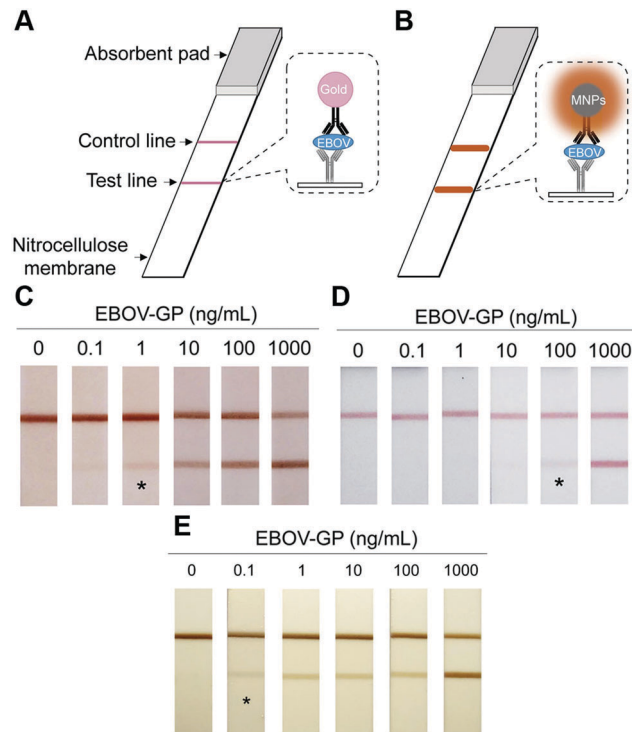 A
Absorbent pad
Control line
Test line
Nitrocellulose
membrane
Gold
EBOV
B
MNPs
EBOV
C
EBOV-GP (ng/mL)
0 0.1 1 10 100 1000
*
D
EBOV-GP (ng/mL)
0 0.1 1 10 100 1000
*
E
EBOV-GP (ng/mL)
0 0.1 1 10 100 1000
*